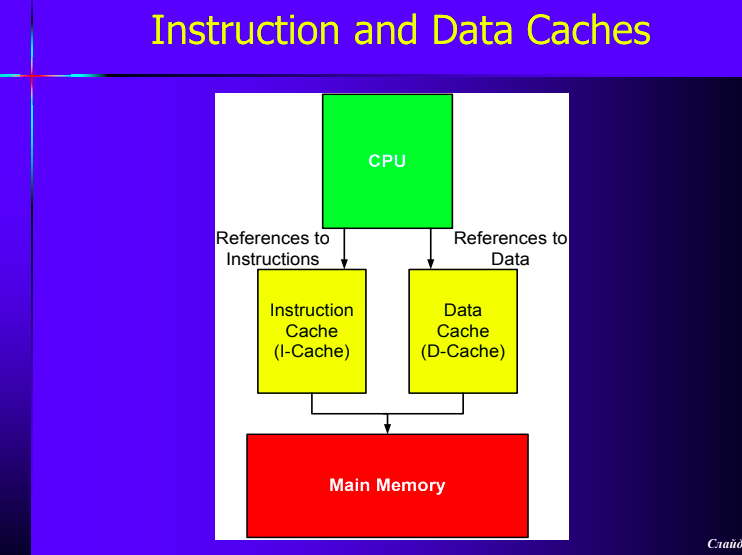 Instruction and Data Caches
CPU
References to
Instructions
References to
Data
Instruction
Cache
(I-Cache)
Data
Cache
(D-Cache)
Main Memory
Слайд